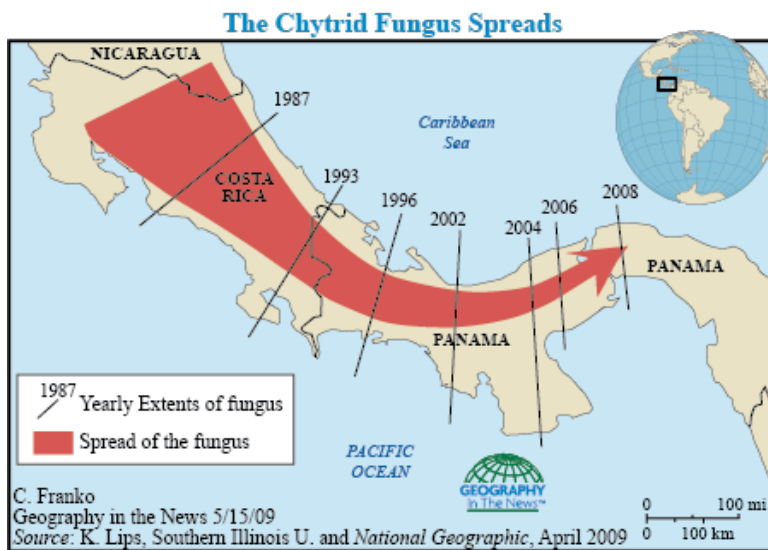 The Chytrid Fungus Spreads
NICARAGUA
1987
Caribbean
Sea
COSTA
RICA
1993
1996
2002
2004
2006
2008
PANAMA
PANAMA
1987
Yearly Extents of fungus
Spread of the fungus
PACIFIC
OCEAN
GEOGRAPHY
In The News™
C. Franko
Geography in the News 5/15/09
Source: K. Lips, Southern Illinois U. and National Geographic, April 2009
0 100 mi
0 100 km